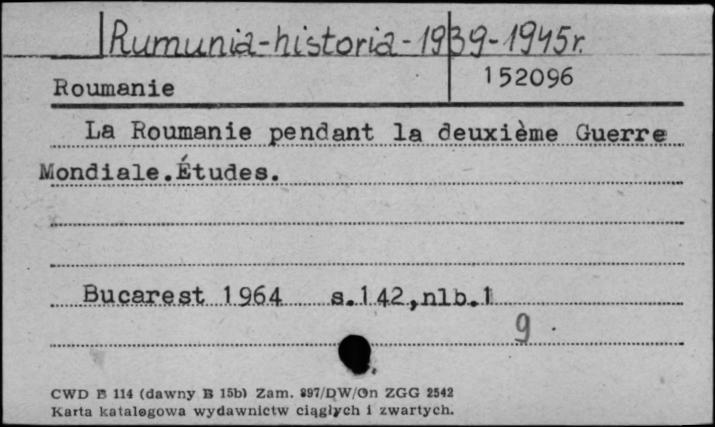 Rumunia-historia-1939-1945r.
Roumanie 152096
La Roumanie pendant la deuxième Guerre
Mondiale.Études.
Bucarest 1964 s.142,nlb.1
9
CWD B 114 (dawny B 15b) Zam. 897/DW/On ZGG 2542
Karta katalogowa wydawnictw ciągłych i zwartych.